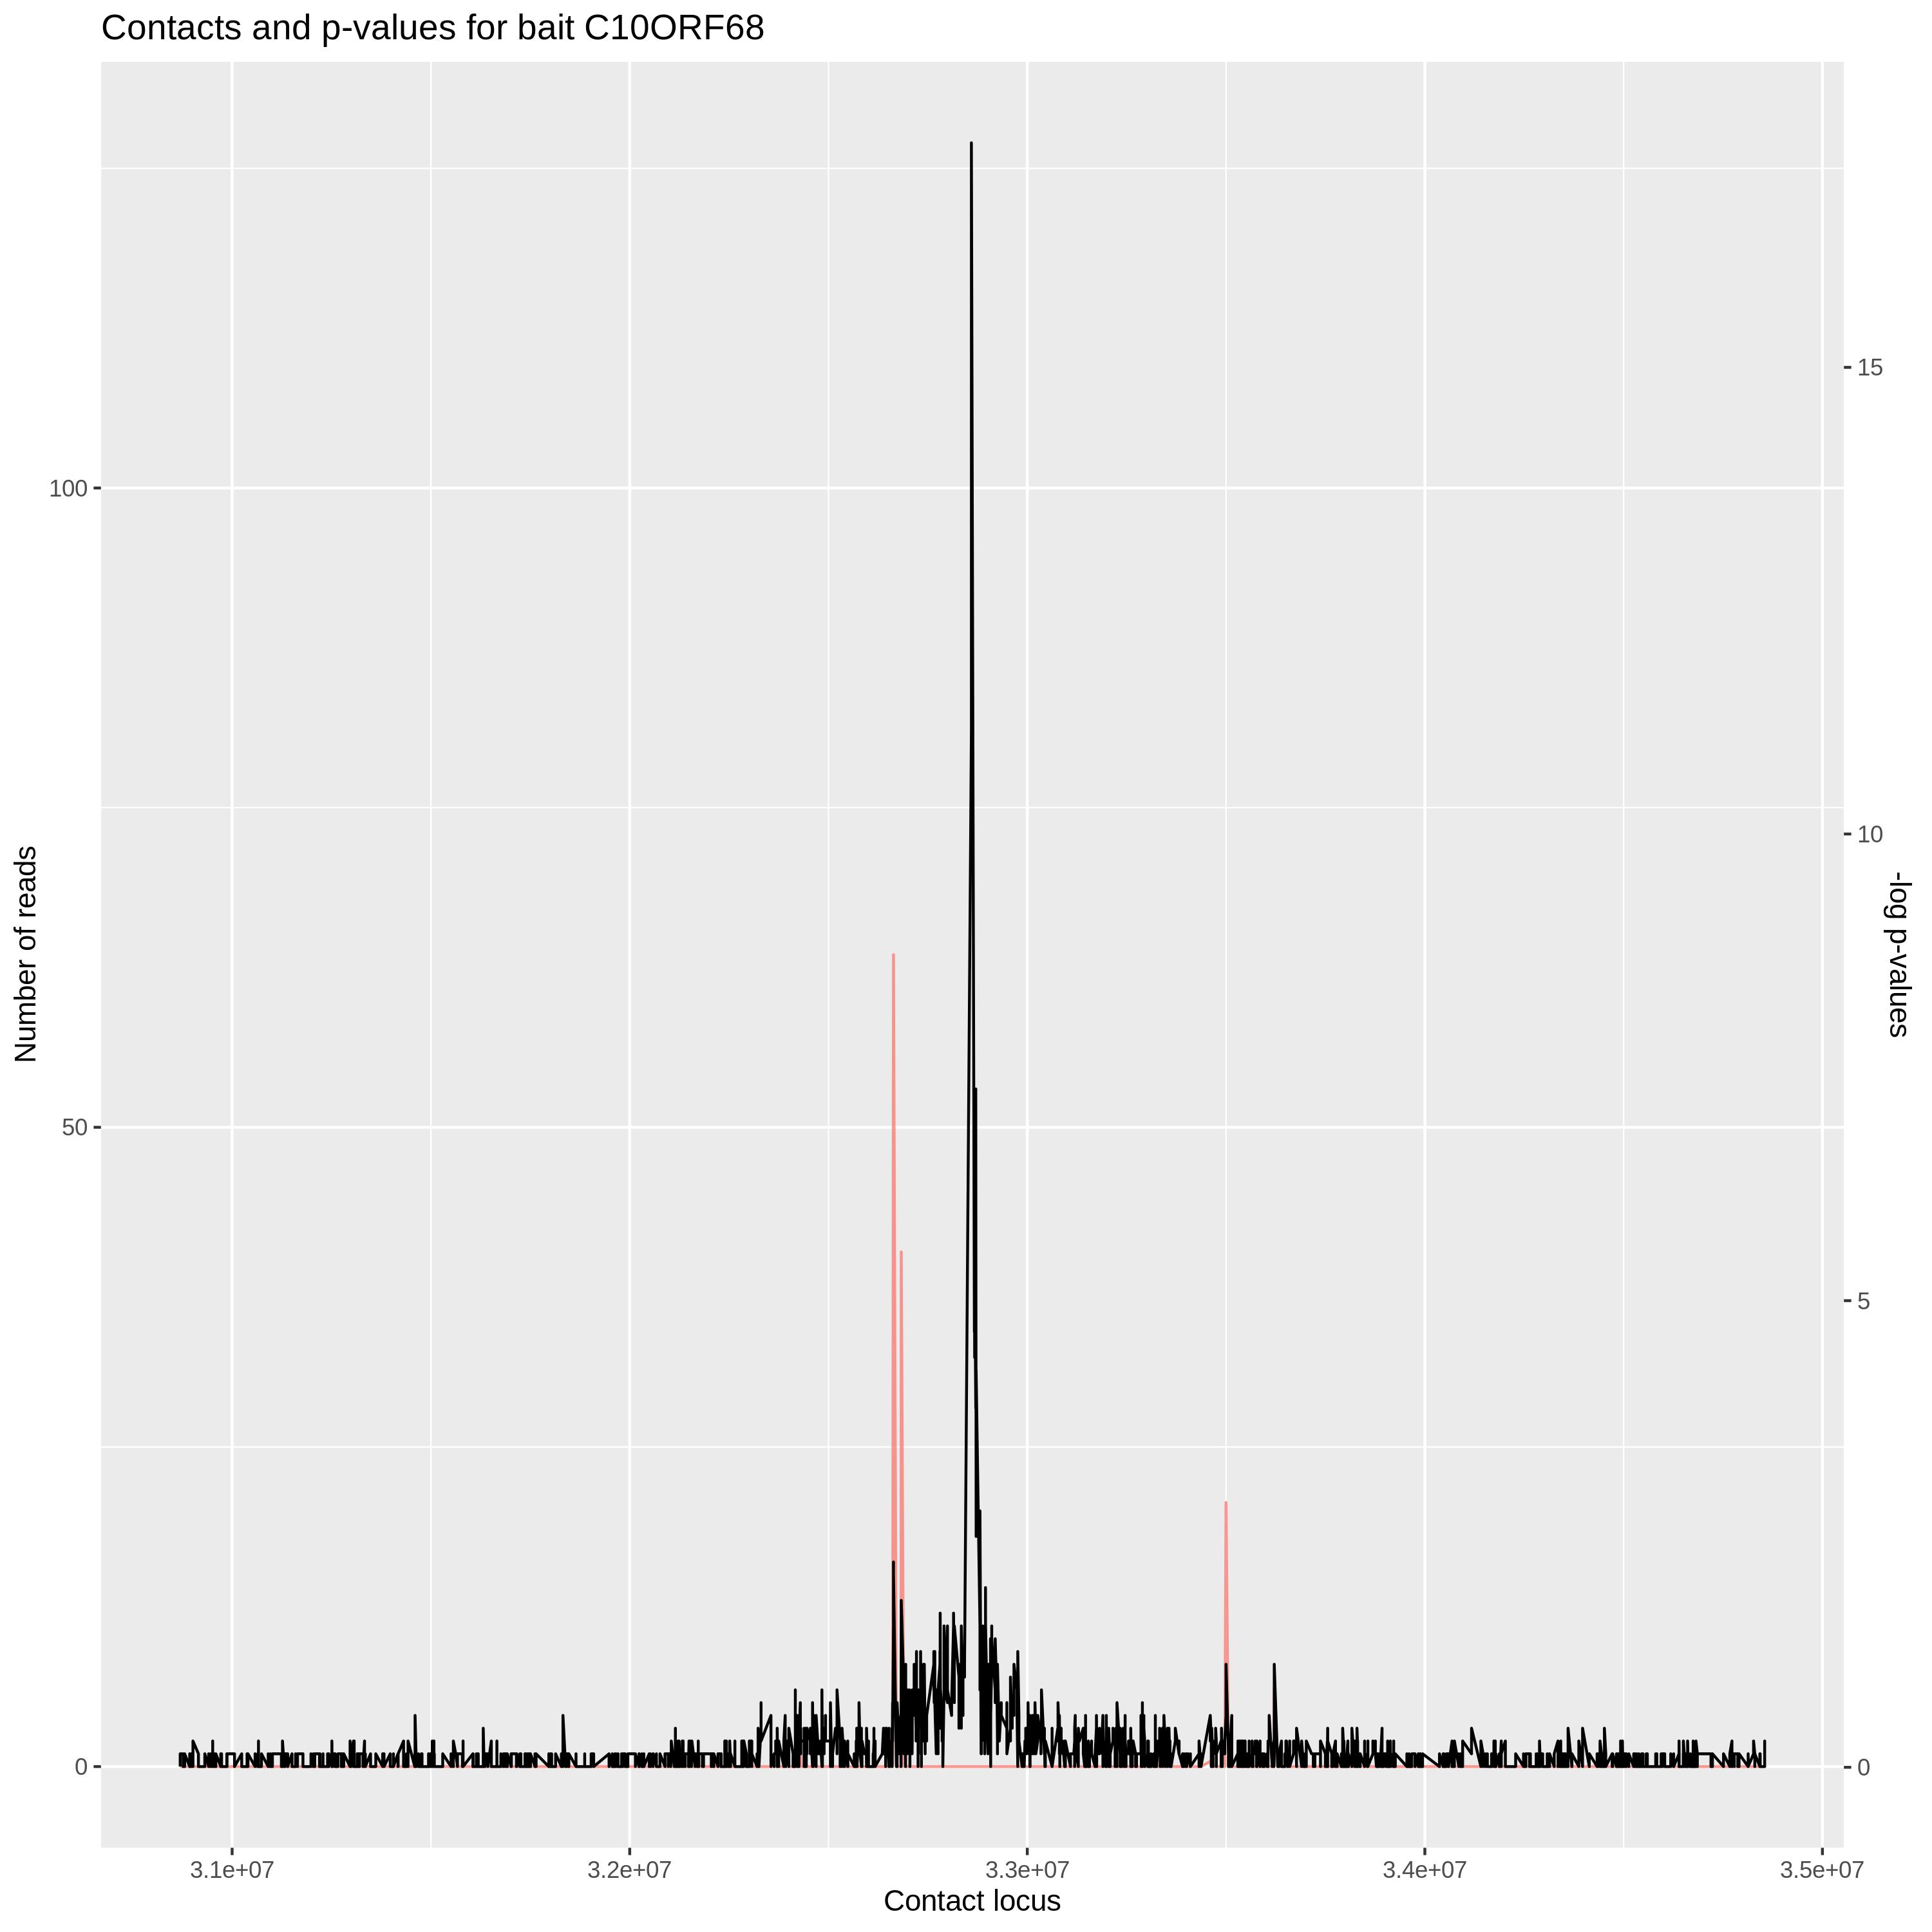 Contacts and p-values for bait C10ORF68
Number of reads
100
50
0
15
10
5
0
-log p-values
3.1e+07
3.2e+07
3.3e+07
3.4e+07
3.5e+07
Contact locus